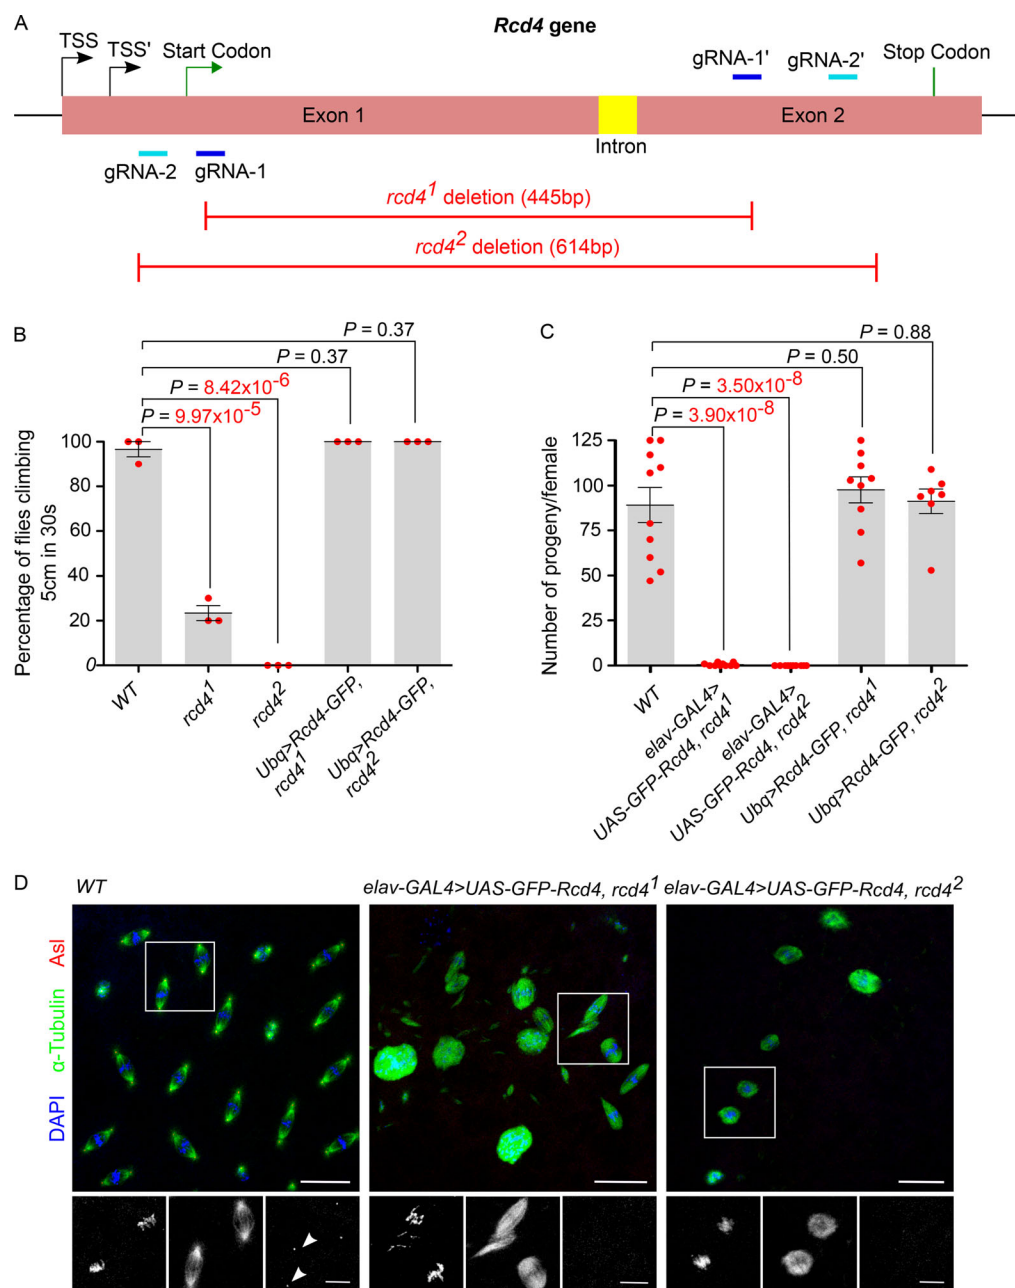 A
Rcd4 gene
TSS
TSS'
Start Codon
gRNA-1'
gRNA-2'
Stop Codon
Exon 1
Exon 2
Intron
gRNA-2
gRNA-1
rcd4¹ deletion (445bp)
rcd4² deletion (614bp)
B
P = 0.37
P = 0.37
P = 8.42x10⁻⁶
P = 9.97x10⁻⁵
Percentage of flies climbing
5cm in 30s
100
80
60
40
20
0
WT
rcd4¹
rcd4²
Ubq>Rcd4-GFP,
rcd4¹
Ubq>Rcd4-GFP,
rcd4²
C
P = 0.88
P = 0.50
P = 3.50x10⁻⁸
P = 3.90x10⁻⁸
Number of progeny/female
125
100
75
50
25
0
WT
elav-GAL4>
UAS-GFP-Rcd4, rcd4¹
elav-GAL4>
UAS-GFP-Rcd4, rcd4²
Ubq>Rcd4-GFP, rcd4¹
Ubq>Rcd4-GFP, rcd4²
D
WT
elav-GAL4>UAS-GFP-Rcd4, rcd4¹
elav-GAL4>UAS-GFP-Rcd4, rcd4²
DAPI α-Tubulin Asl